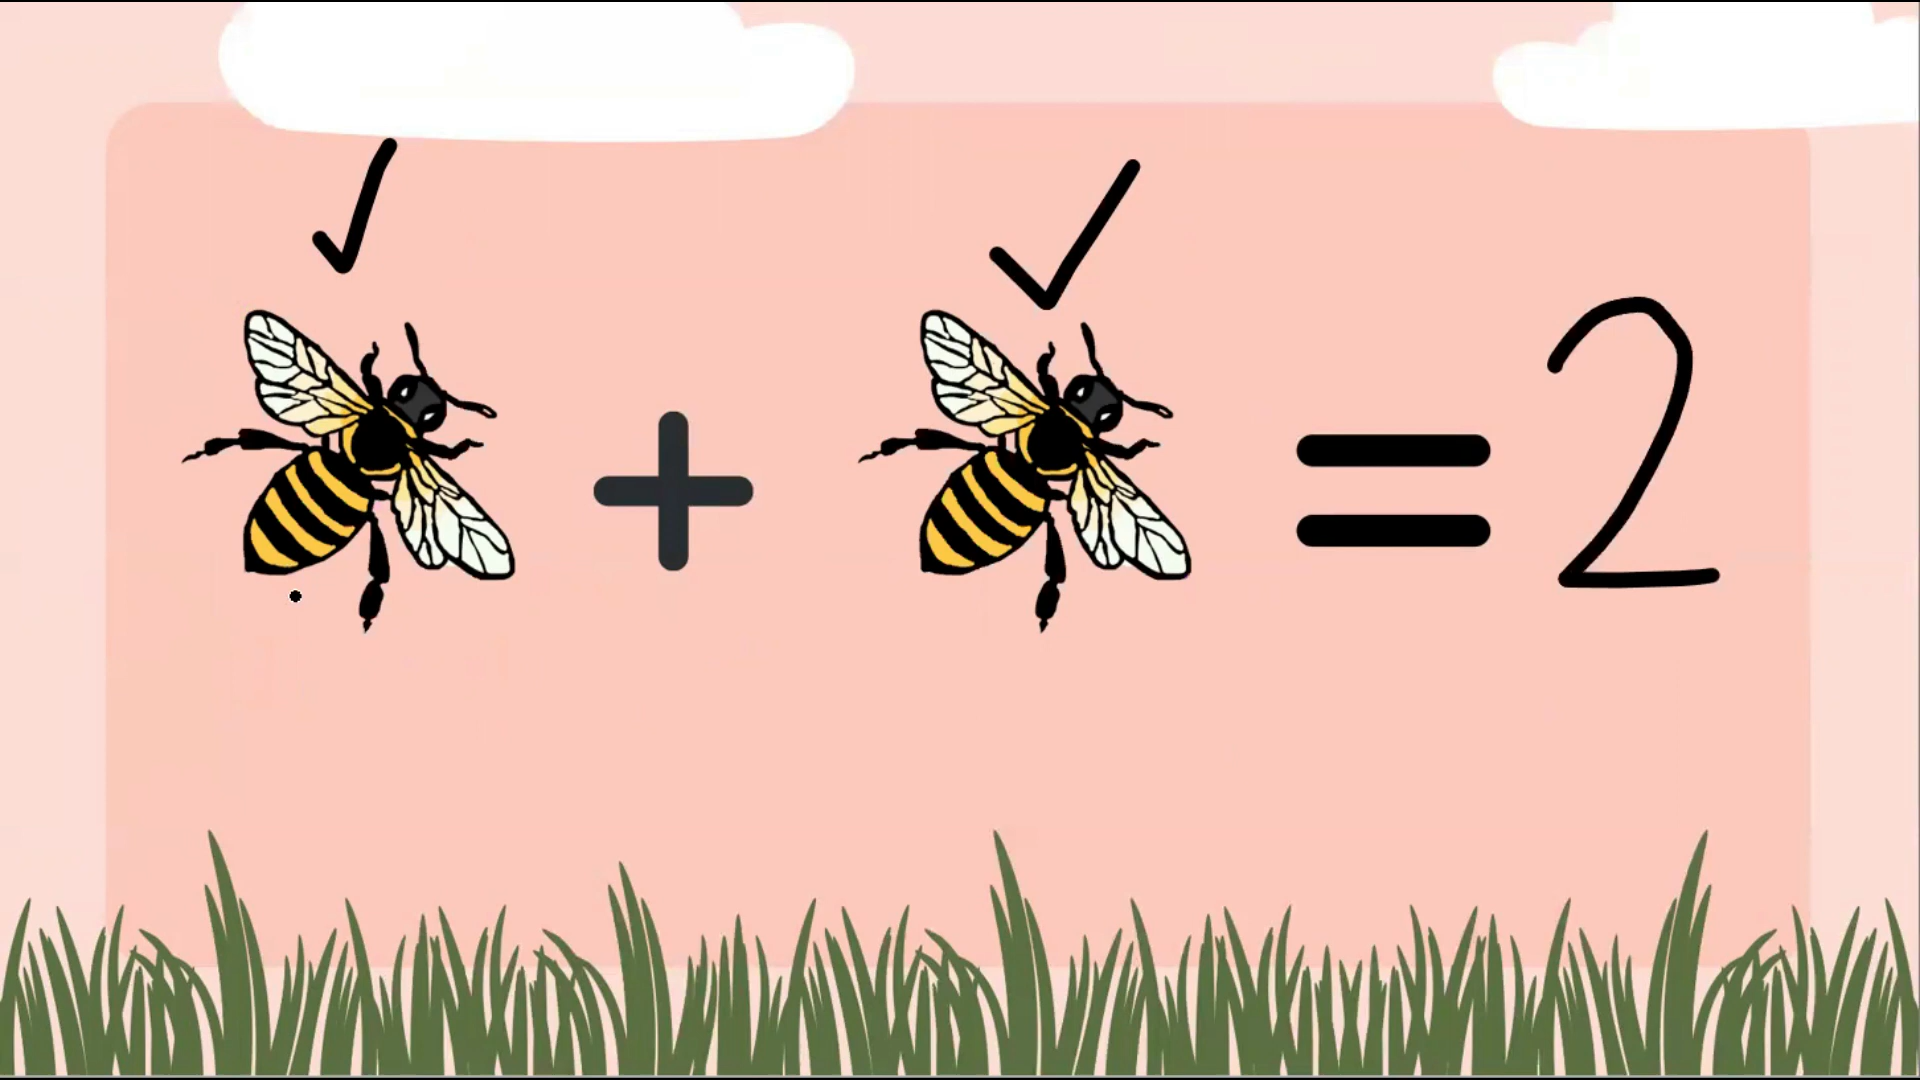 ✓ ✓
+ = 2